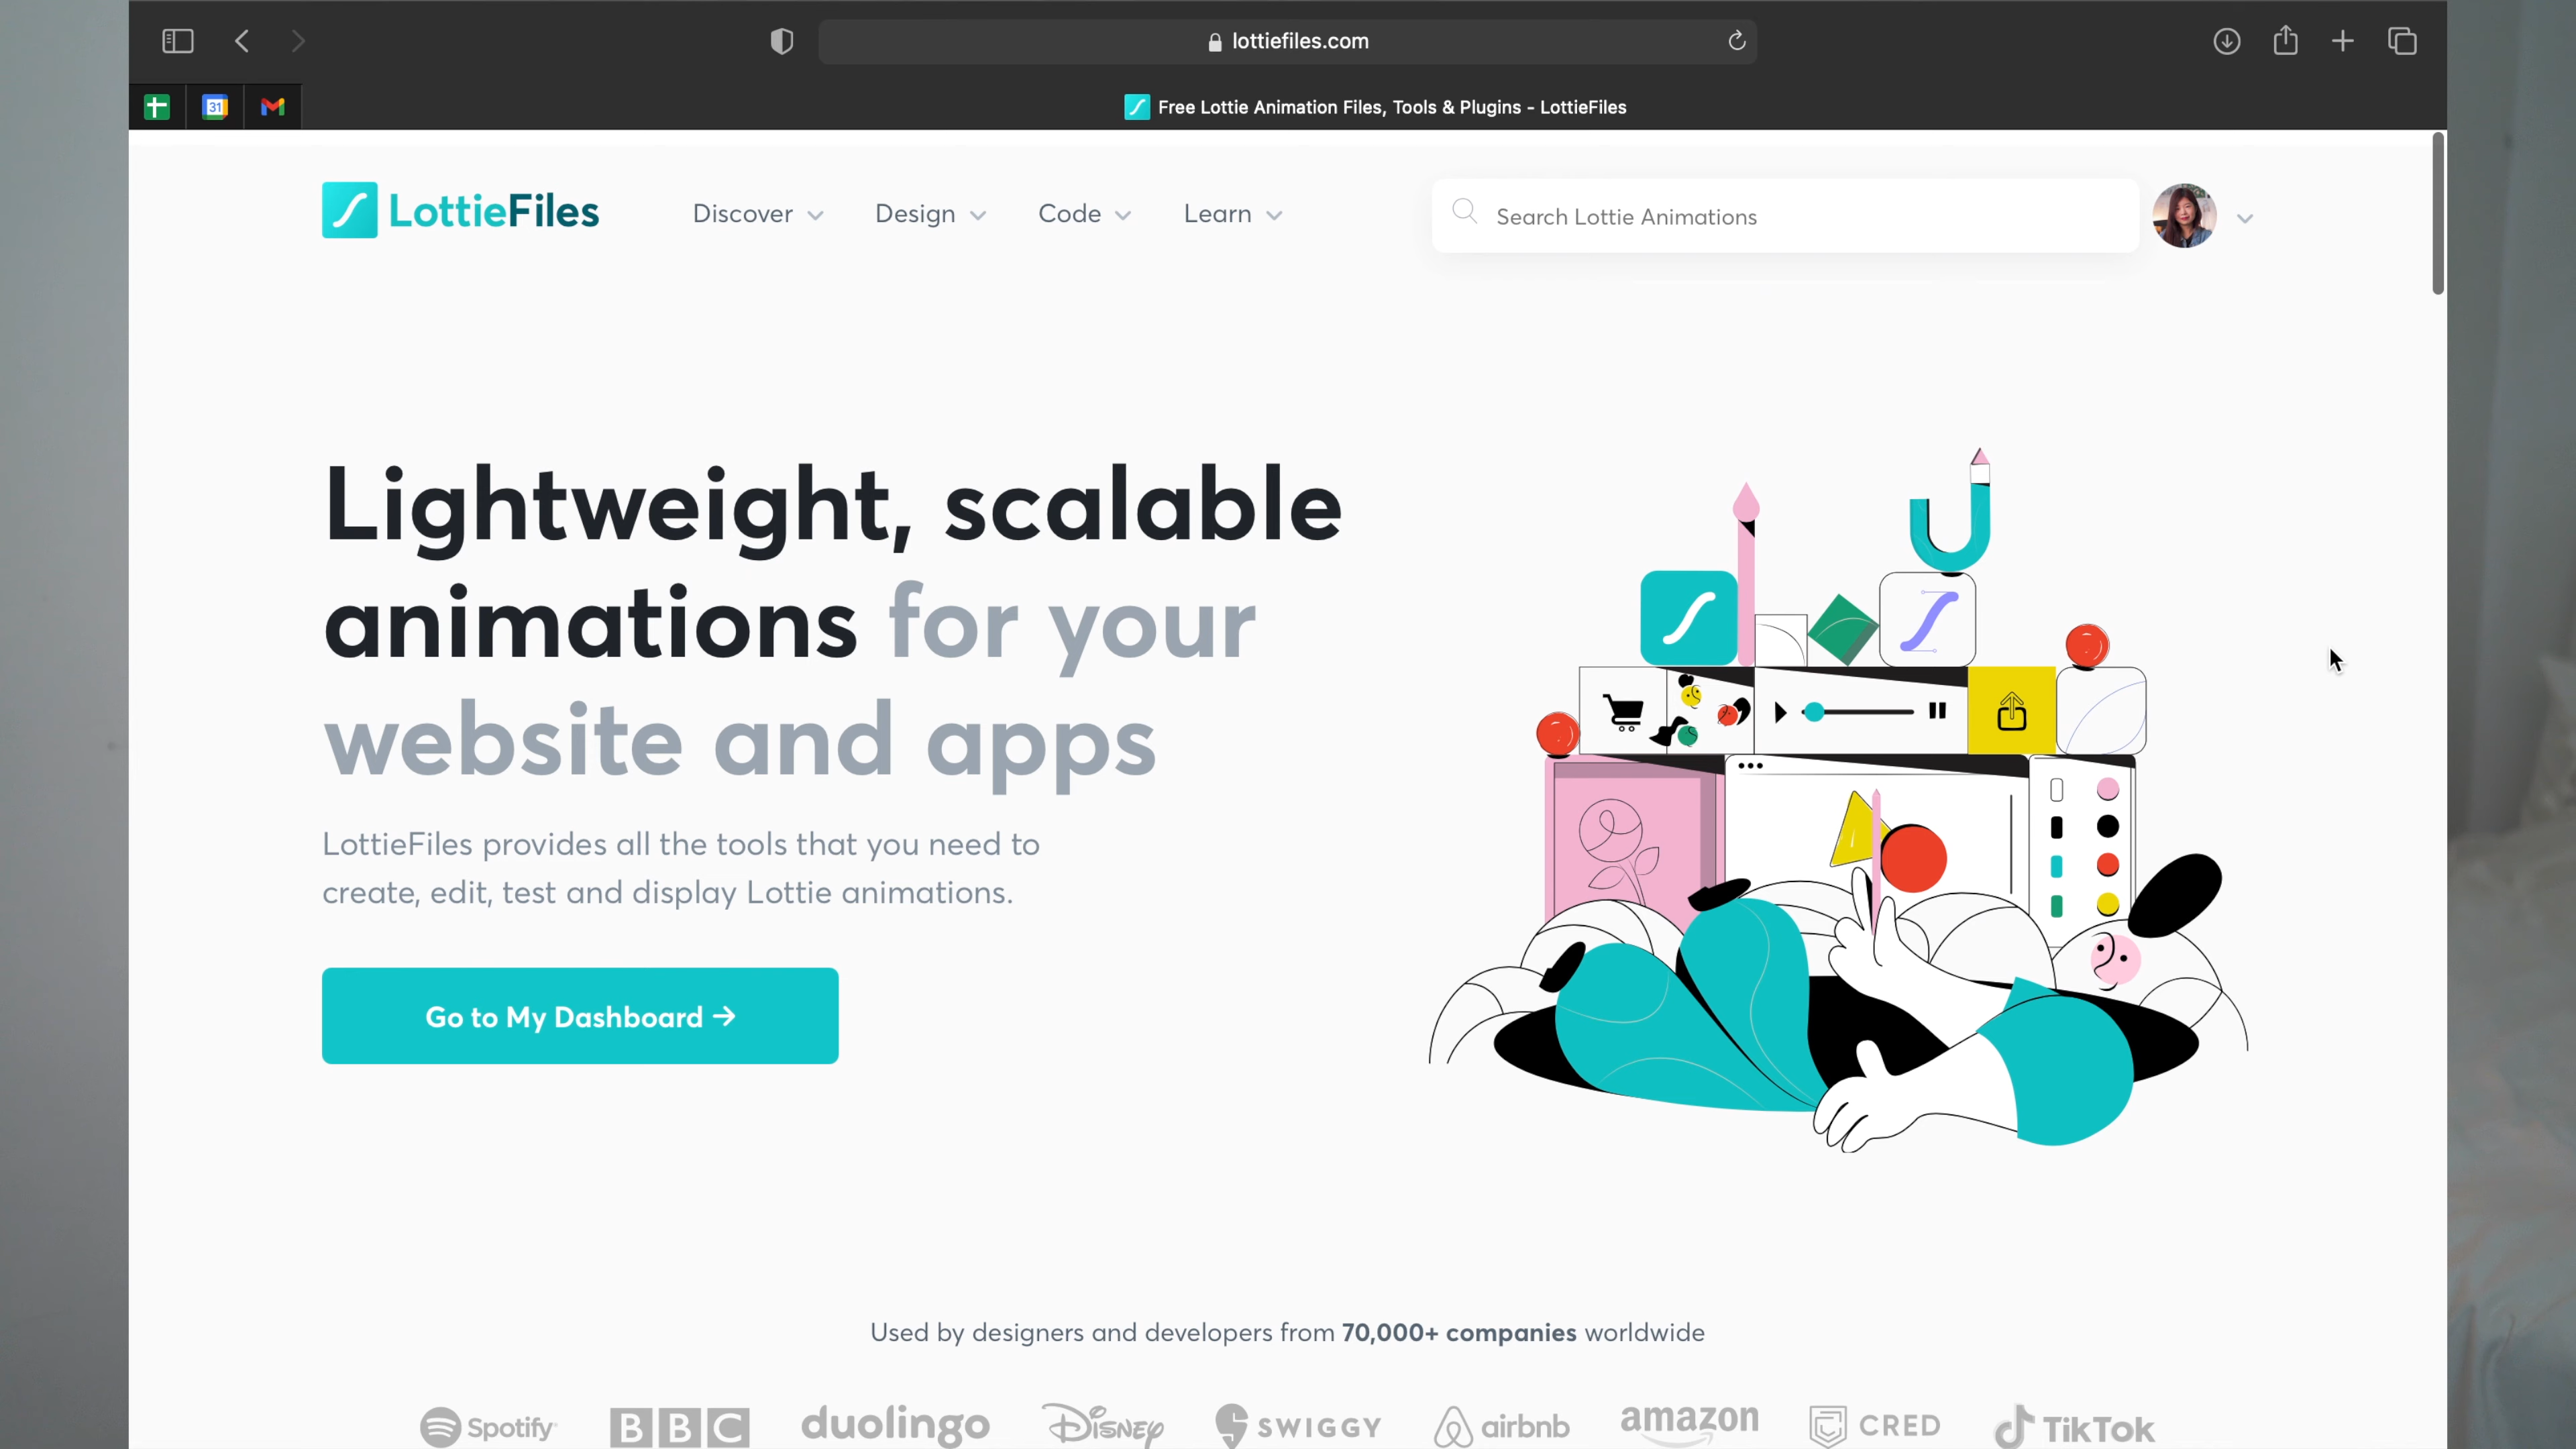 lottiefiles.com
31
Free Lottie Animation Files, Tools & Plugins - LottieFiles
LottieFiles
Discover
Design
Code
Learn
Search Lottie Animations
Lightweight, scalable
animations for your
website and apps
LottieFiles provides all the tools that you need to
create, edit, test and display Lottie animations.
Go to My Dashboard →
Used by designers and developers from 70,000+ companies worldwide
Spotify
BBC
duolingo
Disney
SWIGGY
airbnb
amazon
CRED
TikTok